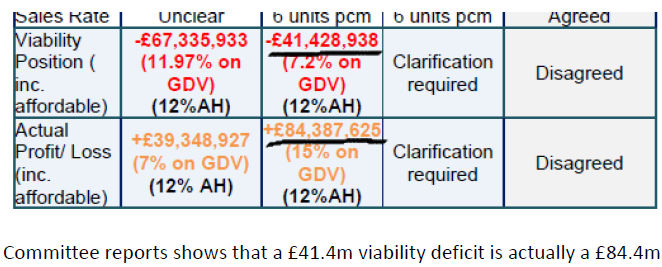 Sales Rate Unclear 6 units pcm 6 units pcm Agreed
Viability Position ( inc. affordable) -£67,335,933 (11.97% on GDV) (12%AH) -£41,428,938 (7.2% on GDV) (12%AH) Clarification required Disagreed
Actual Profit/ Loss (inc. affordable) +£39,348,927 (7% on GDV) (12% AH) +£84,387,625 (15% on GDV) (12%AH) Clarification required Disagreed
Committee reports shows that a £41.4m viability deficit is actually a £84.4m